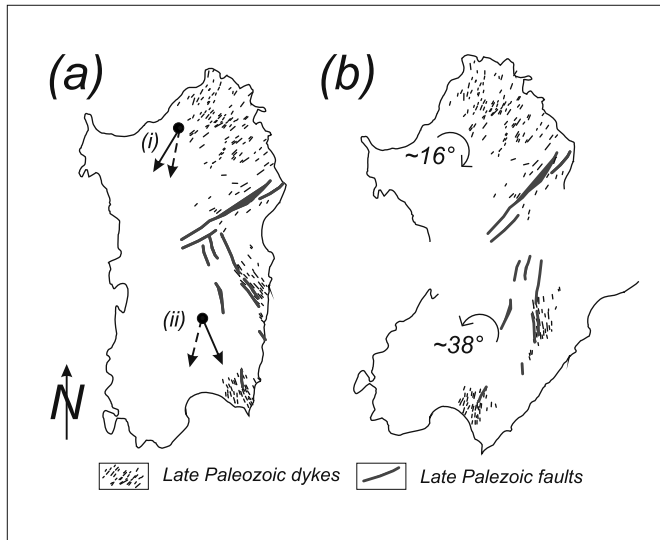 (a)
(b)
(i)
~16°
(ii)
~38°
N
Late Paleozoic dykes
Late Palezoic faults